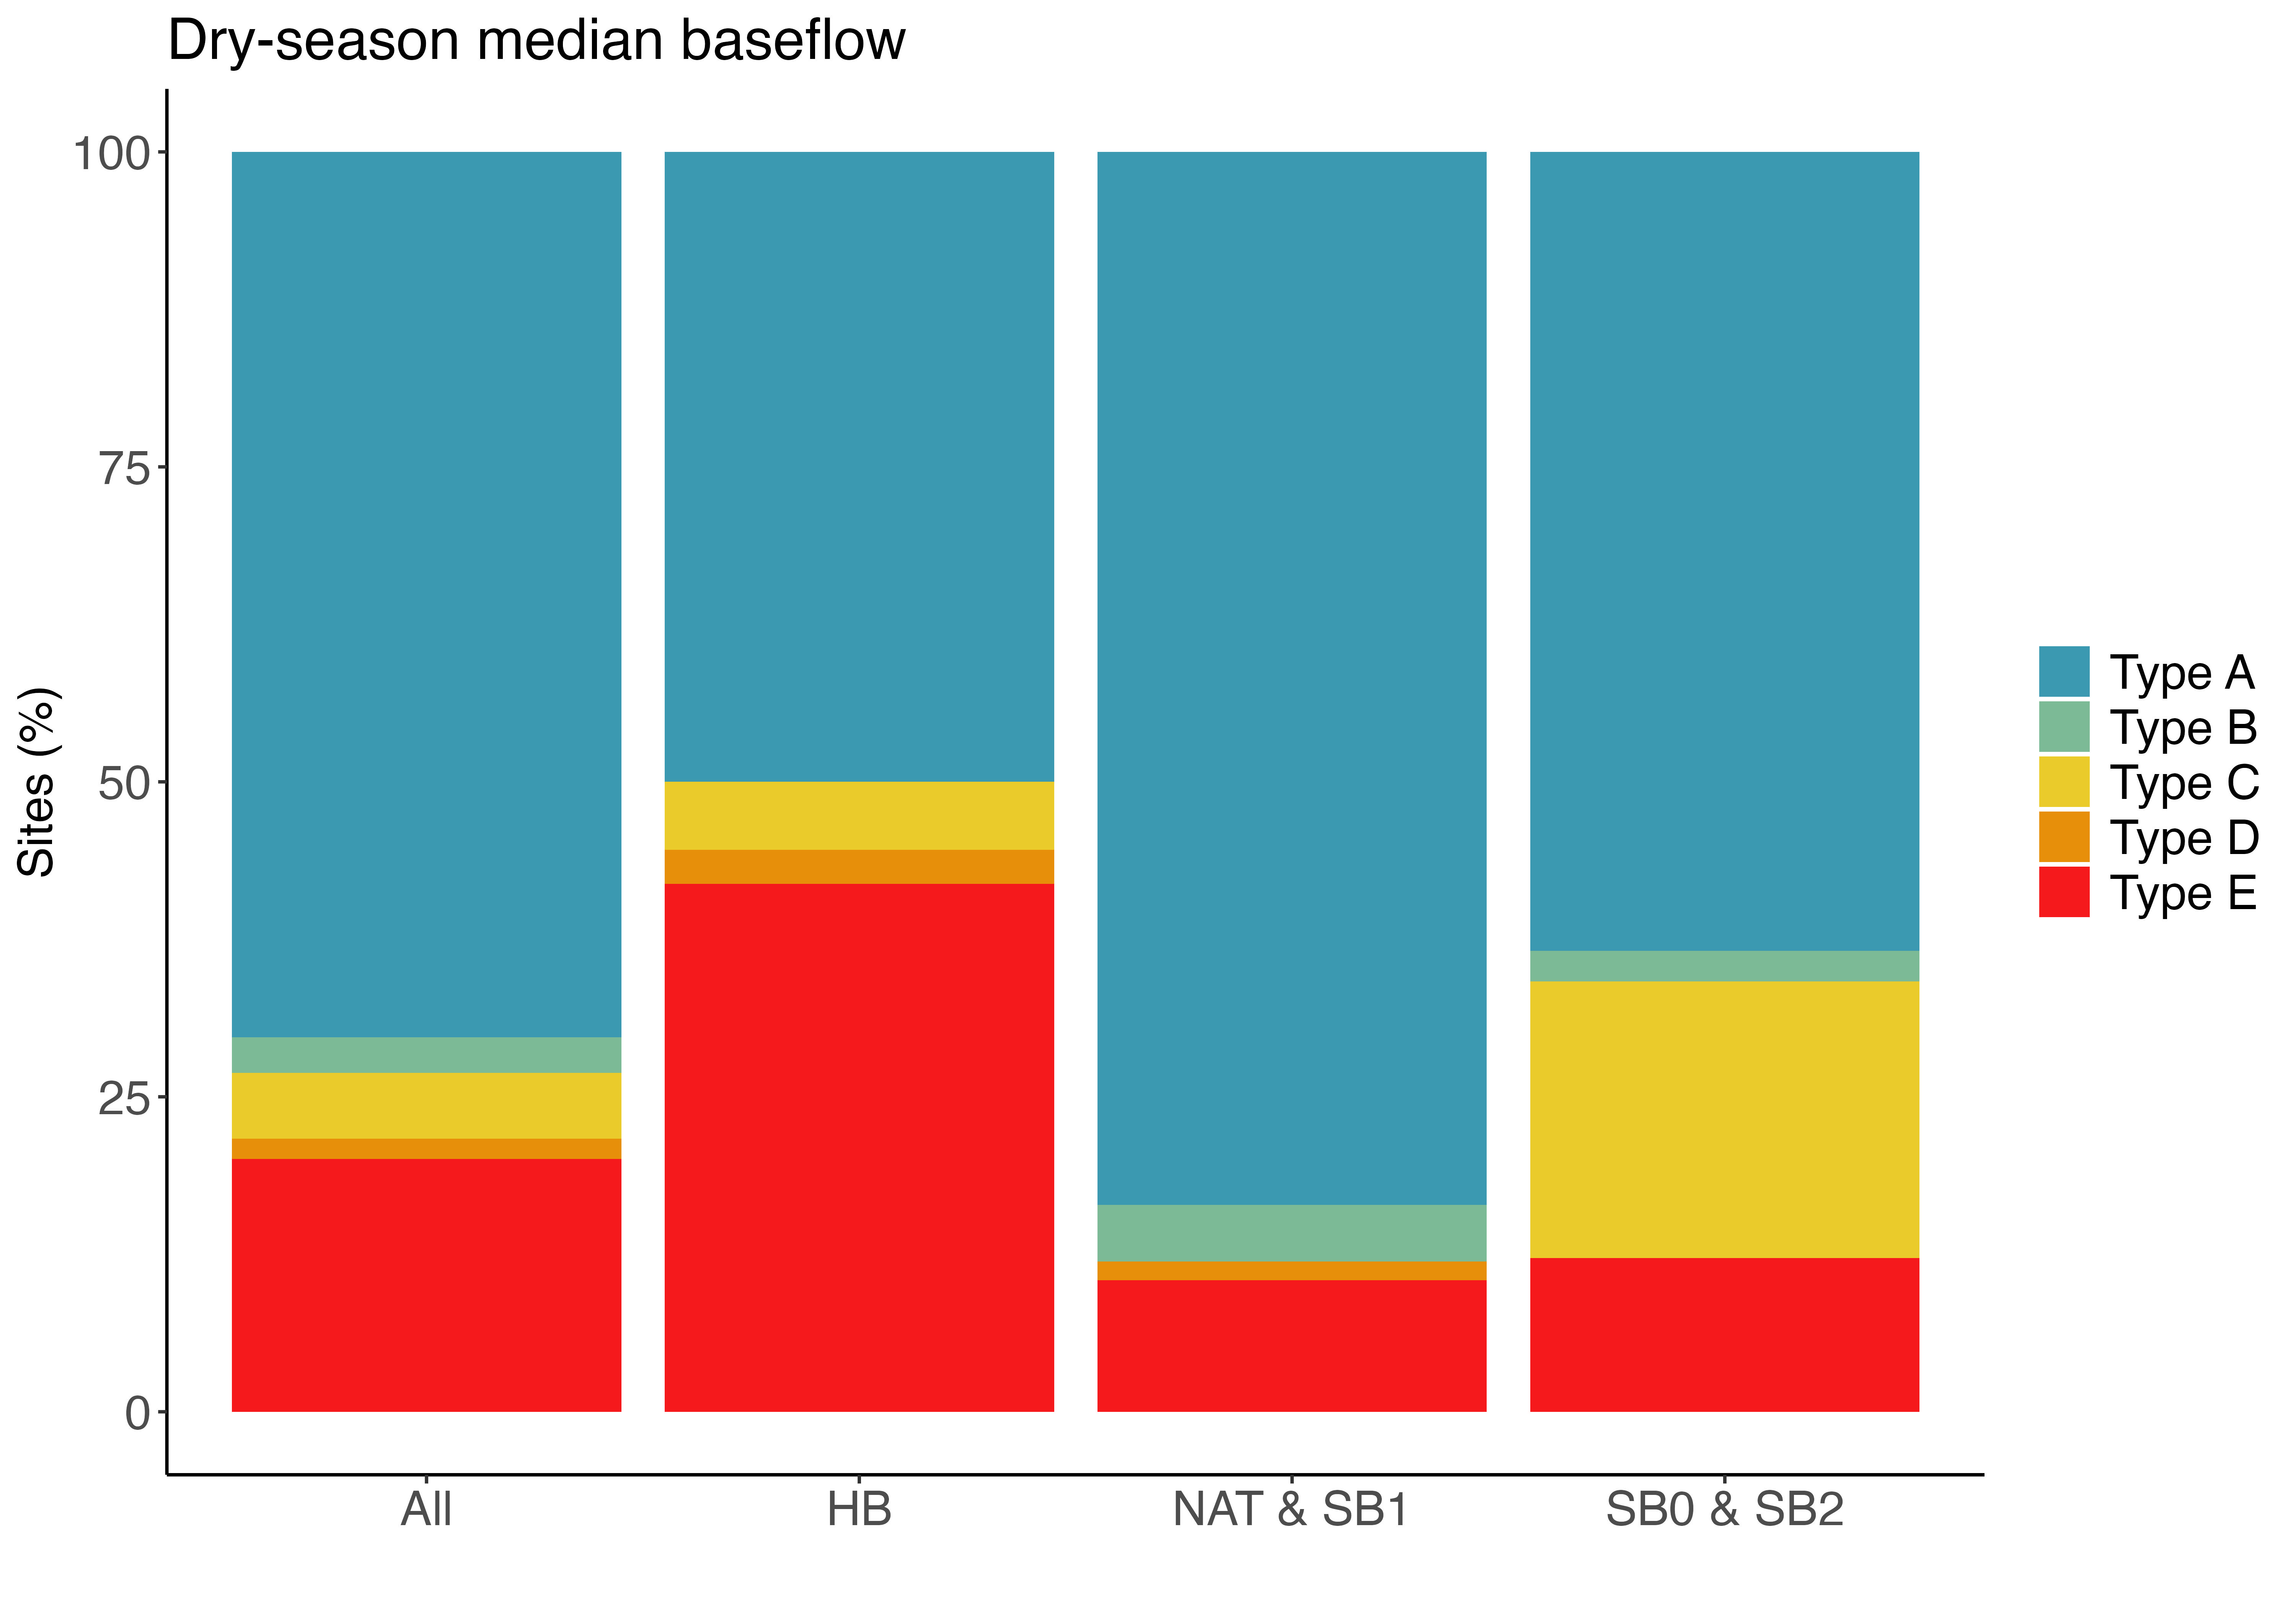 Dry-season median baseflow
Sites (%)
100
75
50
25
0
All
HB
NAT & SB1
SB0 & SB2
Type A
Type B
Type C
Type D
Type E